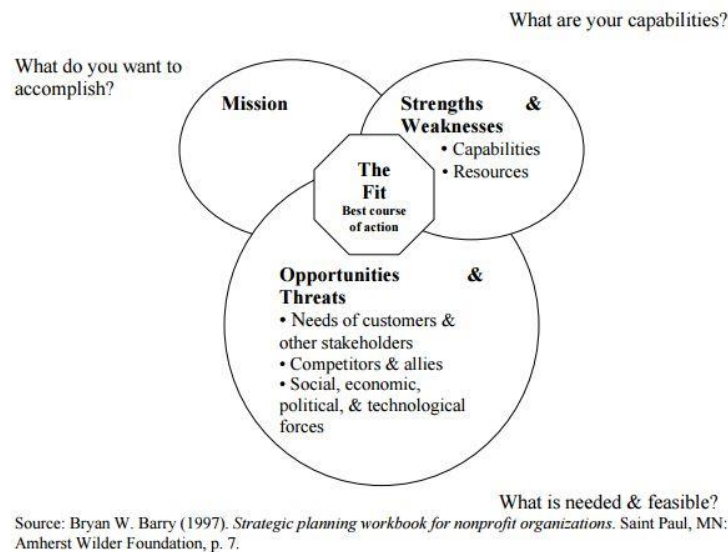 What are your capabilities?
What do you want to
accomplish?
Mission
Strengths &
Weaknesses
• Capabilities
• Resources
The
Fit
Best course
of action
Opportunities &
Threats
• Needs of customers &
other stakeholders
• Competitors & allies
• Social, economic,
political, & technological
forces
What is needed & feasible?
Source: Bryan W. Barry (1997). Strategic planning workbook for nonprofit organizations. Saint Paul, MN:
Amherst Wilder Foundation, p. 7.